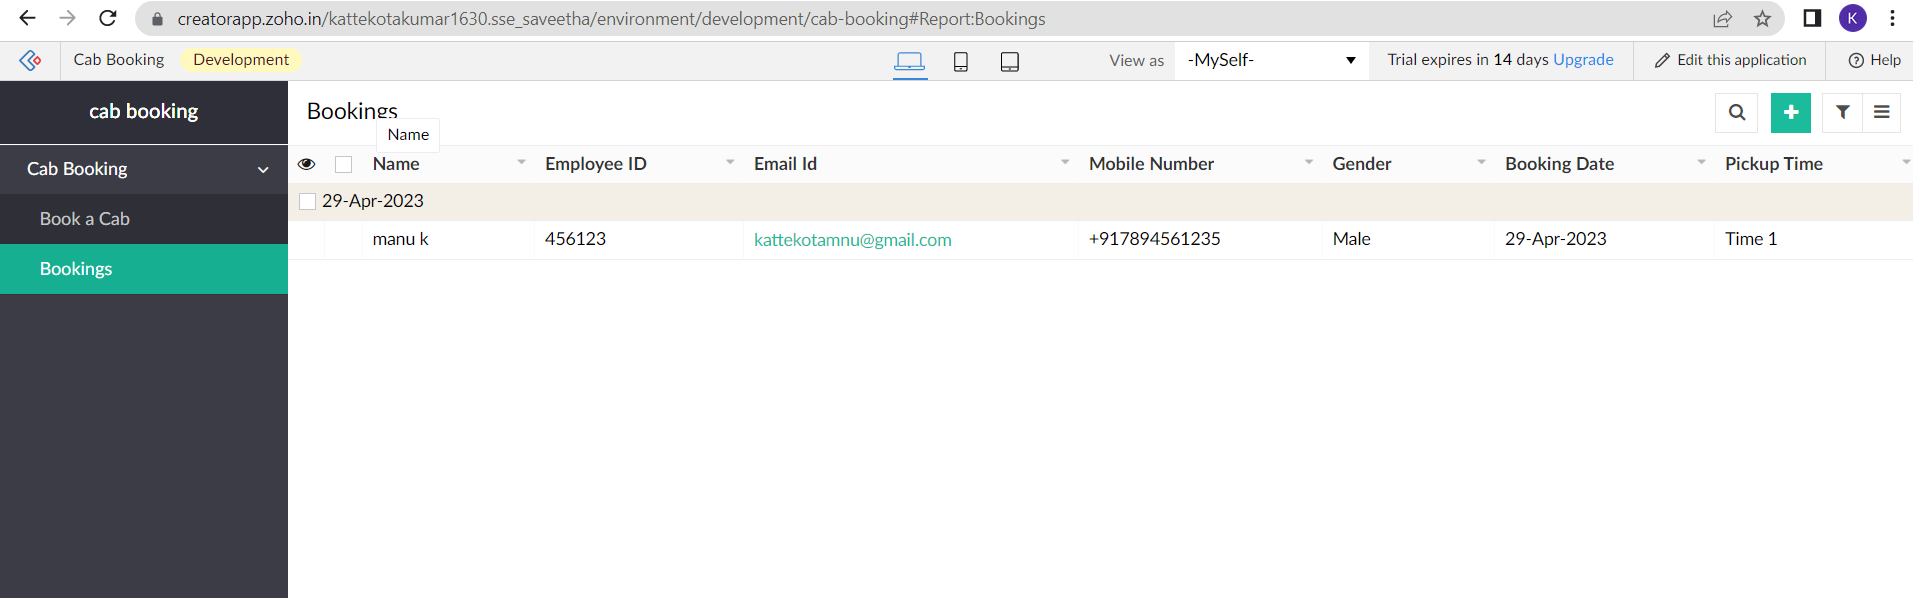 creatorapp.zoho.in/kattekotakumar1630.sse_saveetha/environment/development/cab-booking#Report:Bookings
K
Cab Booking Development View as -MySelf- Trial expires in 14 days Upgrade Edit this application Help
cab booking
Bookings
Name
Cab Booking
Name Employee ID Email Id Mobile Number Gender Booking Date Pickup Time
29-Apr-2023
Book a Cab
manu k 456123 kattekotamnu@gmail.com +917894561235 Male 29-Apr-2023 Time 1
Bookings